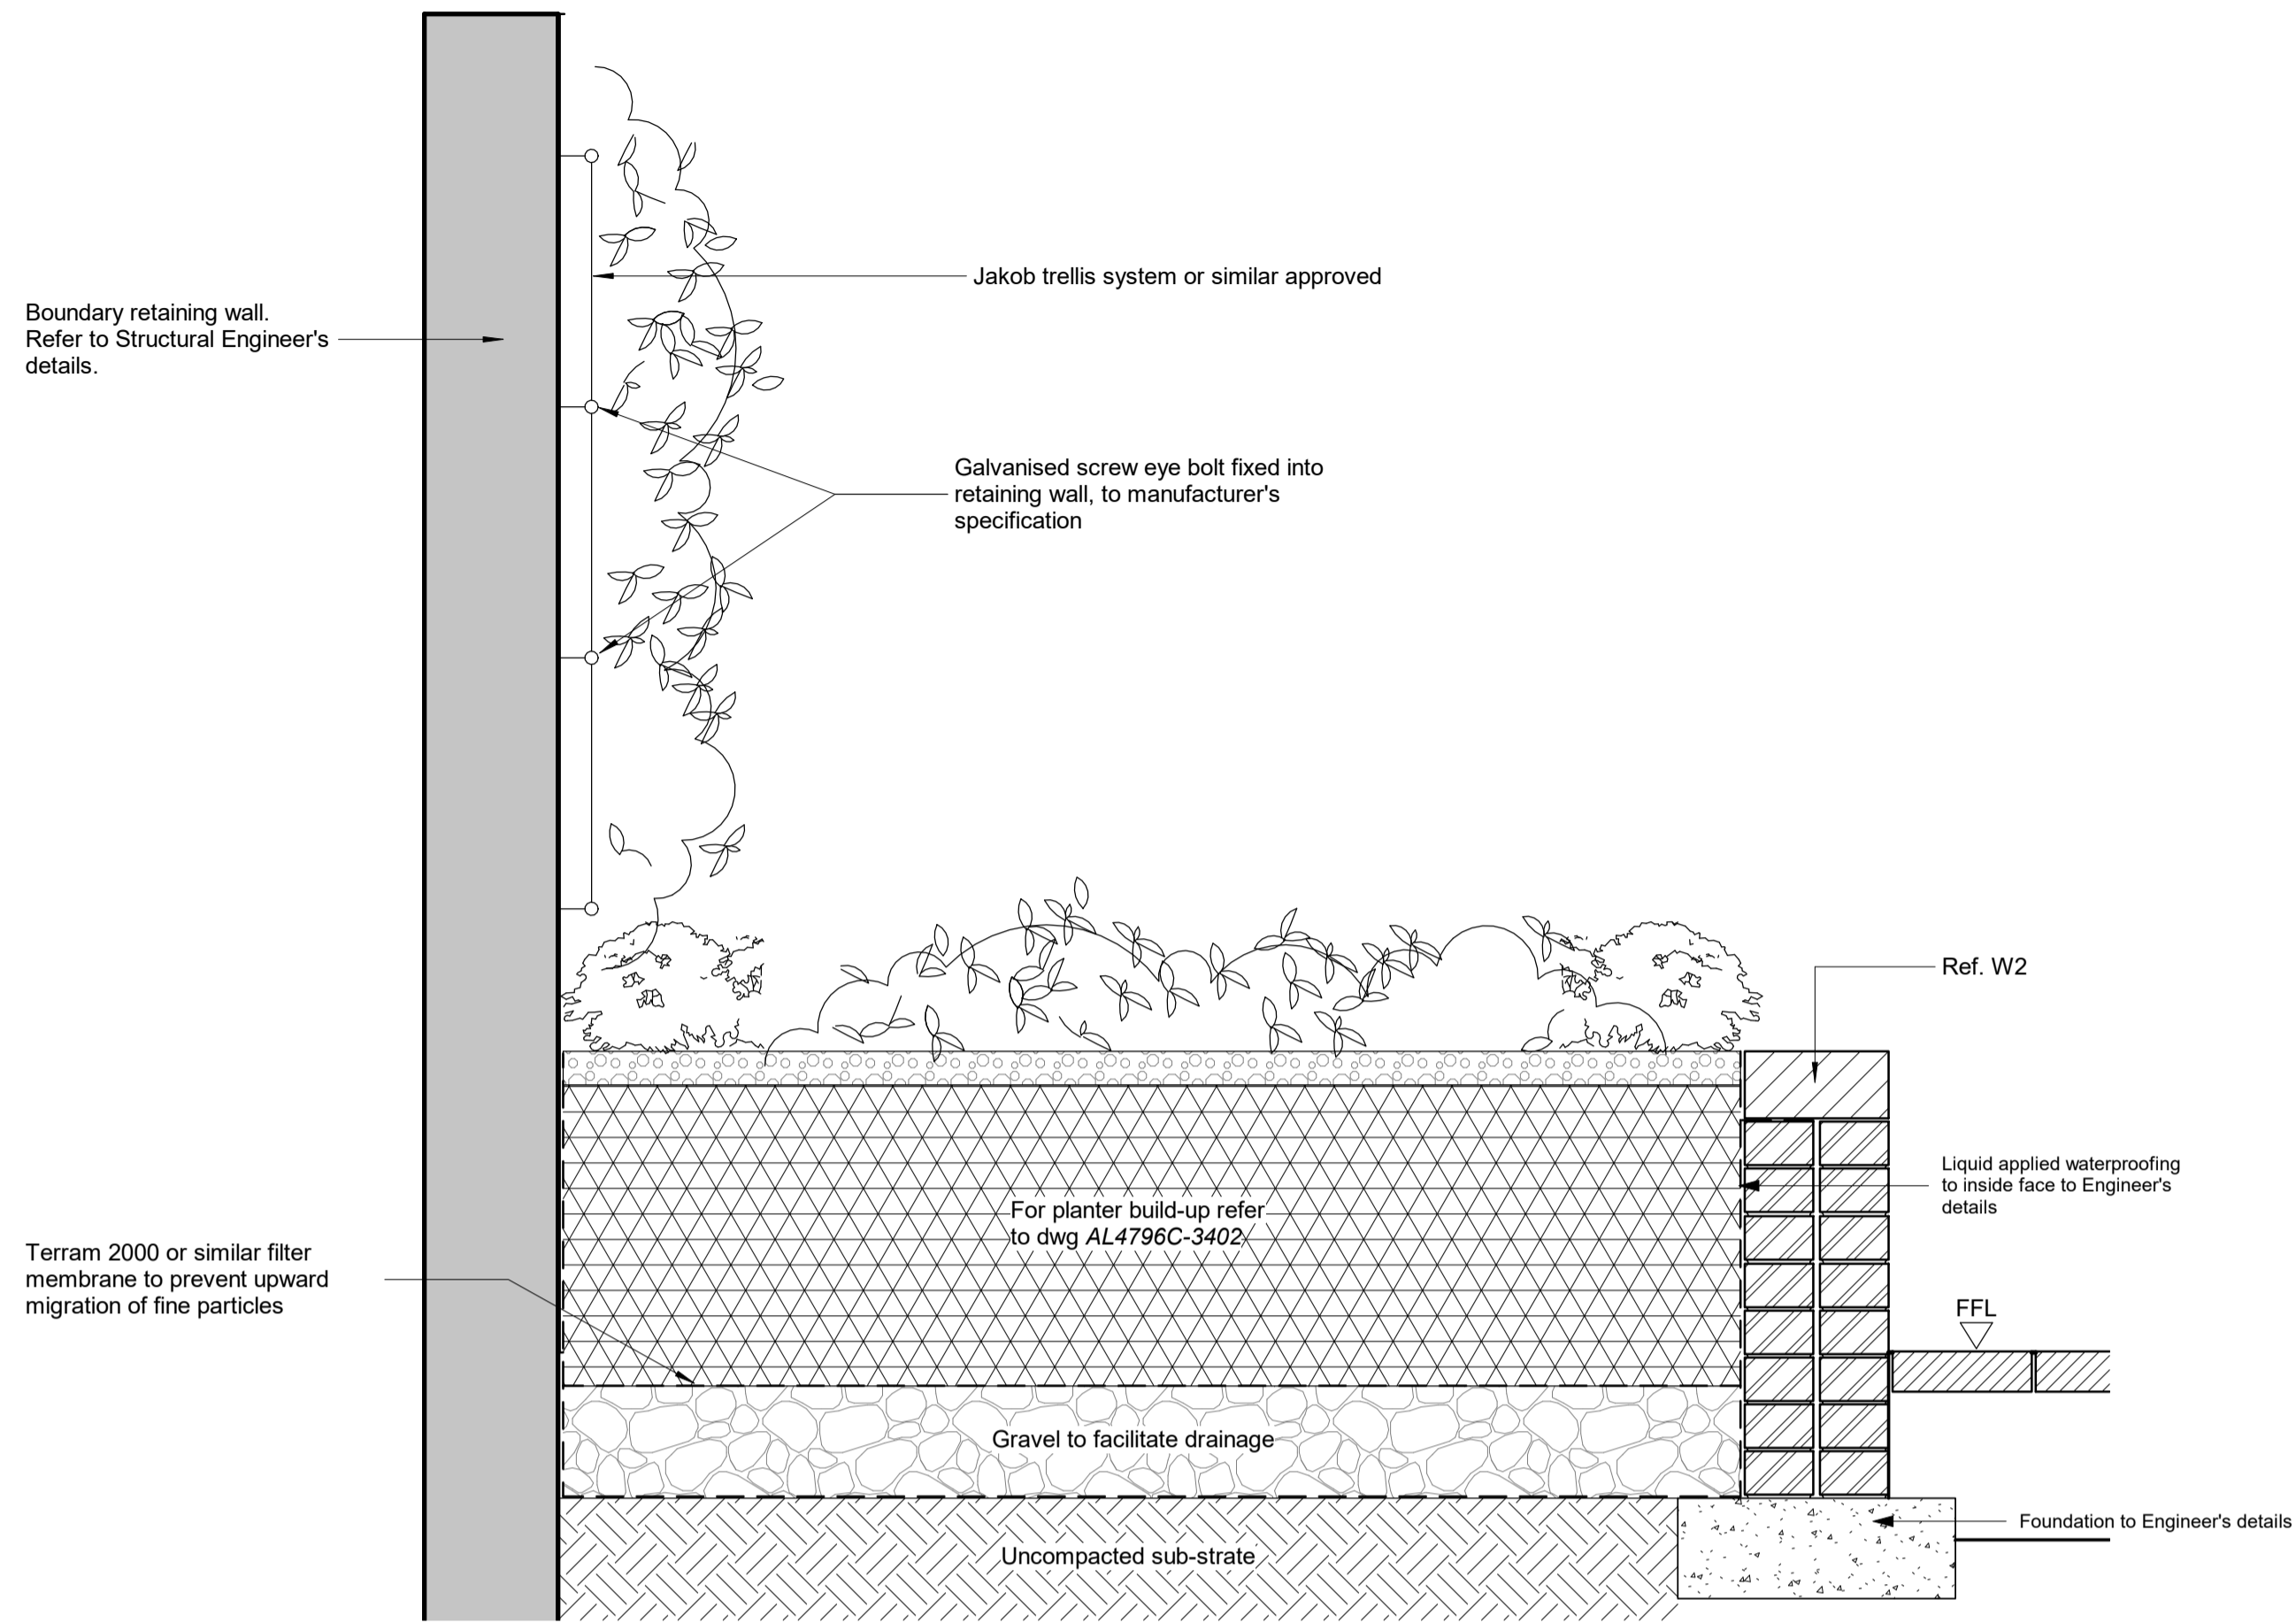 Jakob trellis system or similar approved
Boundary retaining wall.
Refer to Structural Engineer's
details.
Galvanised screw eye bolt fixed into
retaining wall, to manufacturer's
specification
Ref. W2
Liquid applied waterproofing
to inside face to Engineer's
details
For planter build-up refer
to dwg AL4796C-3402
Terram 2000 or similar filter
membrane to prevent upward
migration of fine particles
FFL
Gravel to facilitate drainage
Foundation to Engineer's details
Uncompacted sub-strate